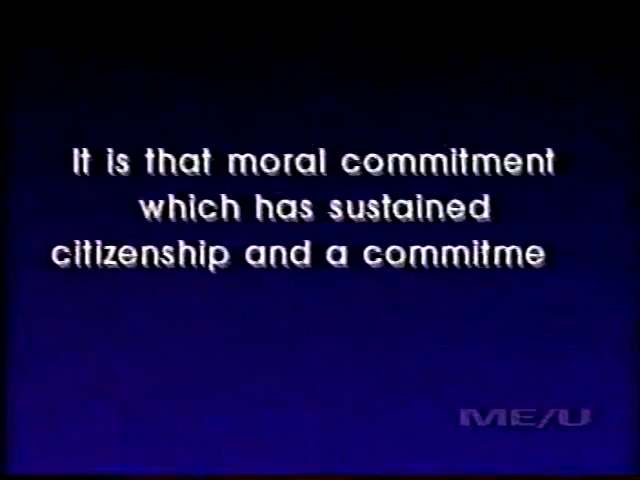 It is that moral commitment
which has sustained
citizenship and a commitme
ME/U